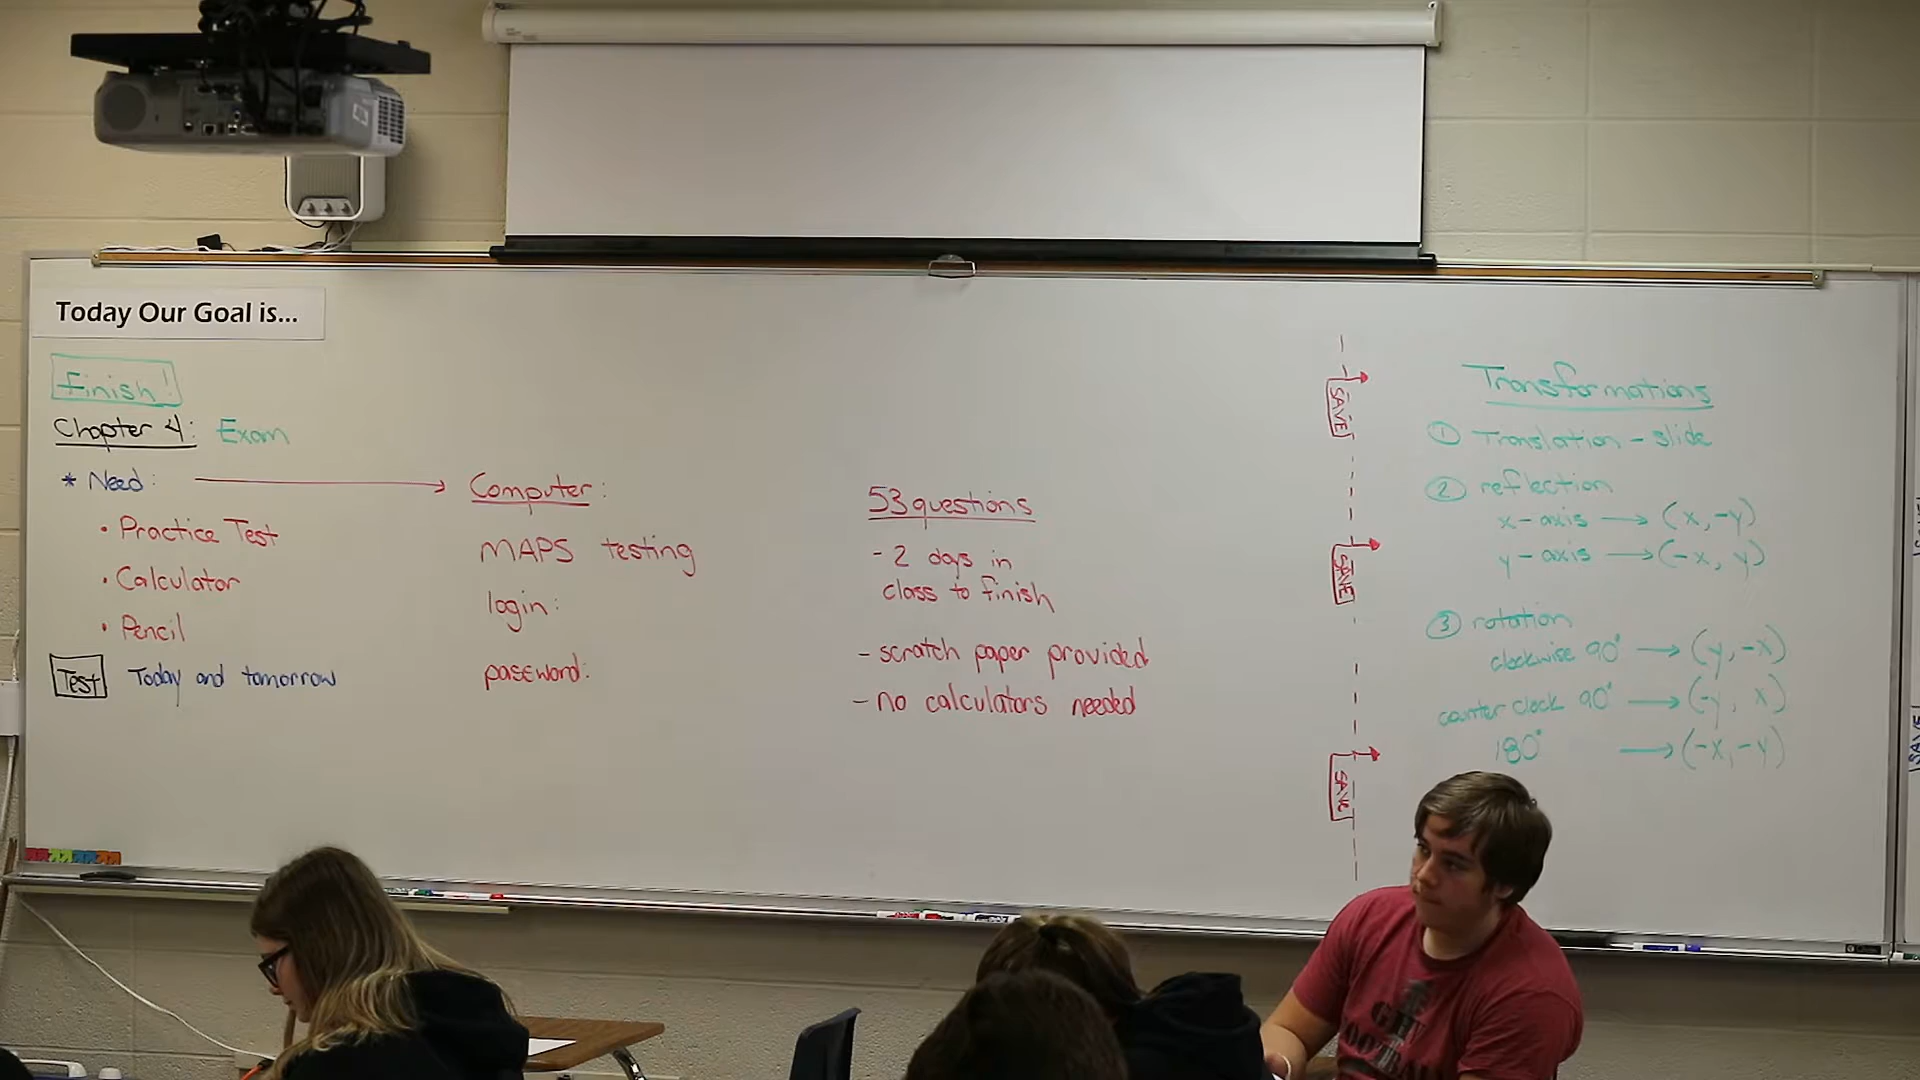 Today Our Goal is...
Finish!
Chapter 4: Exam
* Need:
• Practice Test
• Calculator
• Pencil
Test Today and tomorrow
Computer:
MAPS testing
login:
password:
53 questions
- 2 days in
class to finish
- scratch paper provided
- no calculators needed
SAVE
SAVE
SAVE
Transformations
① Translation - slide
② reflection
x-axis → (x,-y)
y-axis → (-x, y)
③ rotation
clockwise 90° → (y,-x)
counter clock 90° → (-y, x)
180° → (-x,-y)